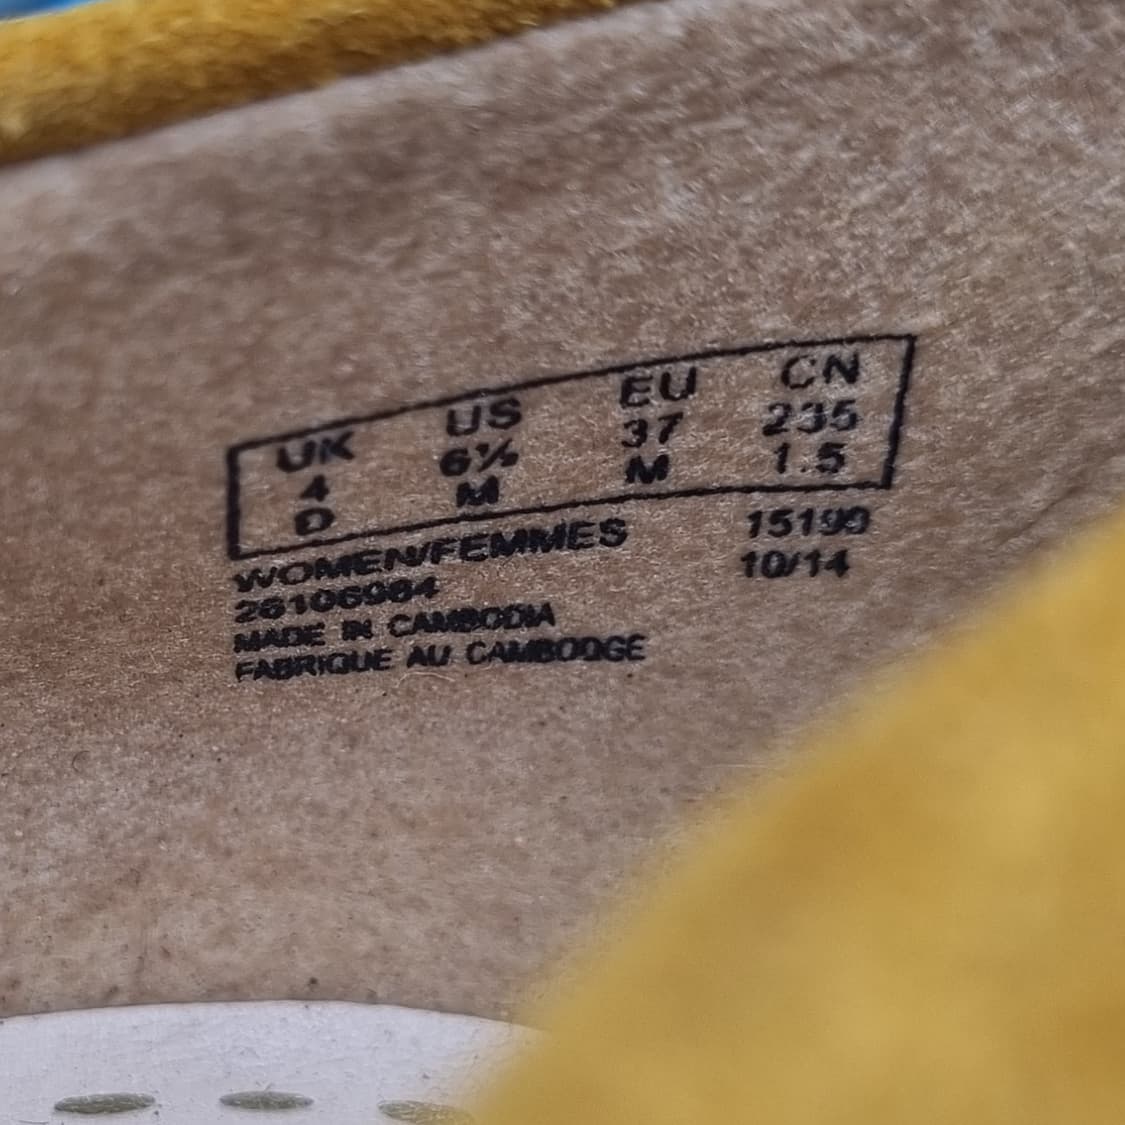 UK US EU CN
4 6½ 37 235
D M M 1.5
WOMEN/FEMMES 15199
26106984 10/14
MADE IN CAMBODIA
FABRIQUE AU CAMBODGE